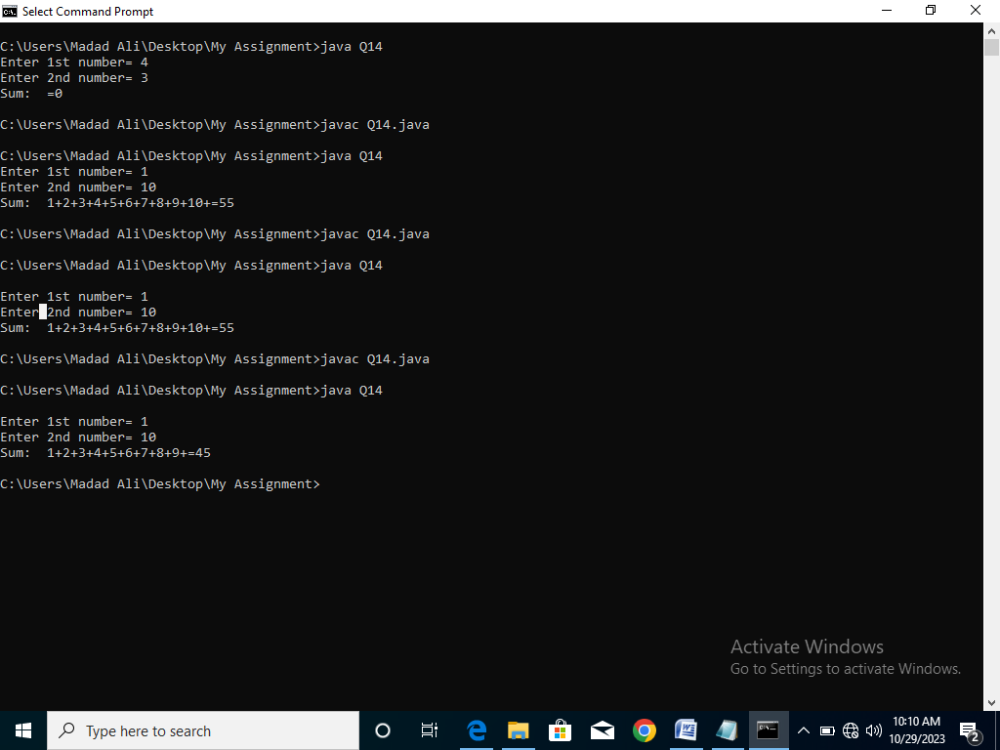 Select Command Prompt
C:\Users\Madad Ali\Desktop\My Assignment>java Q14
Enter 1st number= 4
Enter 2nd number= 3
Sum:  =0
C:\Users\Madad Ali\Desktop\My Assignment>javac Q14.java
C:\Users\Madad Ali\Desktop\My Assignment>java Q14
Enter 1st number= 1
Enter 2nd number= 10
Sum:  1+2+3+4+5+6+7+8+9+10+=55
C:\Users\Madad Ali\Desktop\My Assignment>javac Q14.java
C:\Users\Madad Ali\Desktop\My Assignment>java Q14
Enter 1st number= 1
Enter 2nd number= 10
Sum:  1+2+3+4+5+6+7+8+9+10+=55
C:\Users\Madad Ali\Desktop\My Assignment>javac Q14.java
C:\Users\Madad Ali\Desktop\My Assignment>java Q14
Enter 1st number= 1
Enter 2nd number= 10
Sum:  1+2+3+4+5+6+7+8+9+=45
C:\Users\Madad Ali\Desktop\My Assignment>
Activate Windows
Go to Settings to activate Windows.
Type here to search
10:10 AM
10/29/2023
2